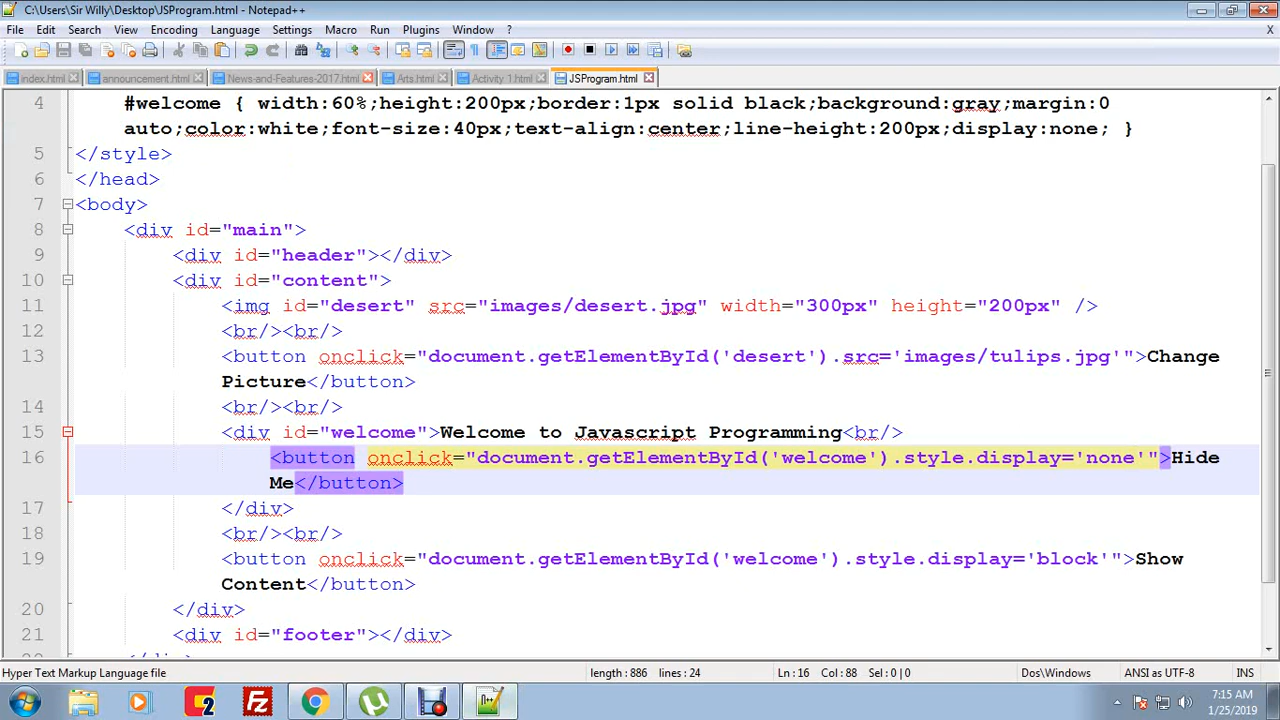 C:\Users\Sir Willy\Desktop\JSProgram.html - Notepad++
File Edit Search View Encoding Language Settings Macro Run Plugins Window ? X
index.html announcement.html News-and-Features-2017.html Arts.html Activity 1.html JSProgram.html
4 #welcome { width:60%;height:200px;border:1px solid black;background:gray;margin:0
auto;color:white;font-size:40px;text-align:center;line-height:200px;display:none; }
5 </style>
6 </head>
7 <body>
8 <div id="main">
9 <div id="header"></div>
10 <div id="content">
11 <img id="desert" src="images/desert.jpg" width="300px" height="200px" />
12 <br/><br/>
13 <button onclick="document.getElementById('desert').src='images/tulips.jpg'">Change
Picture</button>
14 <br/><br/>
15 <div id="welcome">Welcome to Javascript Programming<br/>
16 <button onclick="document.getElementById('welcome').style.display='none'">Hide
Me</button>
17 </div>
18 <br/><br/>
19 <button onclick="document.getElementById('welcome').style.display='block'">Show
Content</button>
20 </div>
21 <div id="footer"></div>
22 </div>
Hyper Text Markup Language file length : 886 lines : 24 Ln : 16 Col : 88 Sel : 0 | 0 Dos\Windows ANSI as UTF-8 INS
7:15 AM
1/25/2019